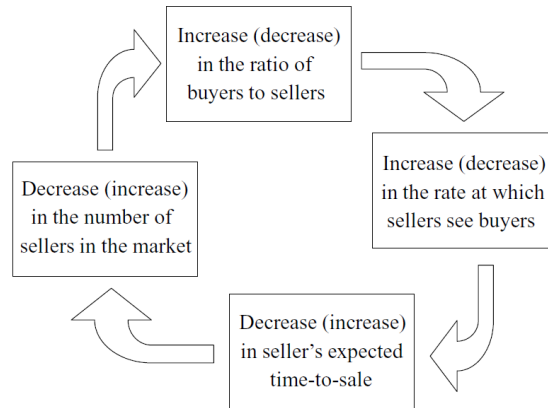 Increase (decrease)
in the ratio of
buyers to sellers
Increase (decrease)
in the rate at which
sellers see buyers
Decrease (increase)
in seller's expected
time-to-sale
Decrease (increase)
in the number of
sellers in the market